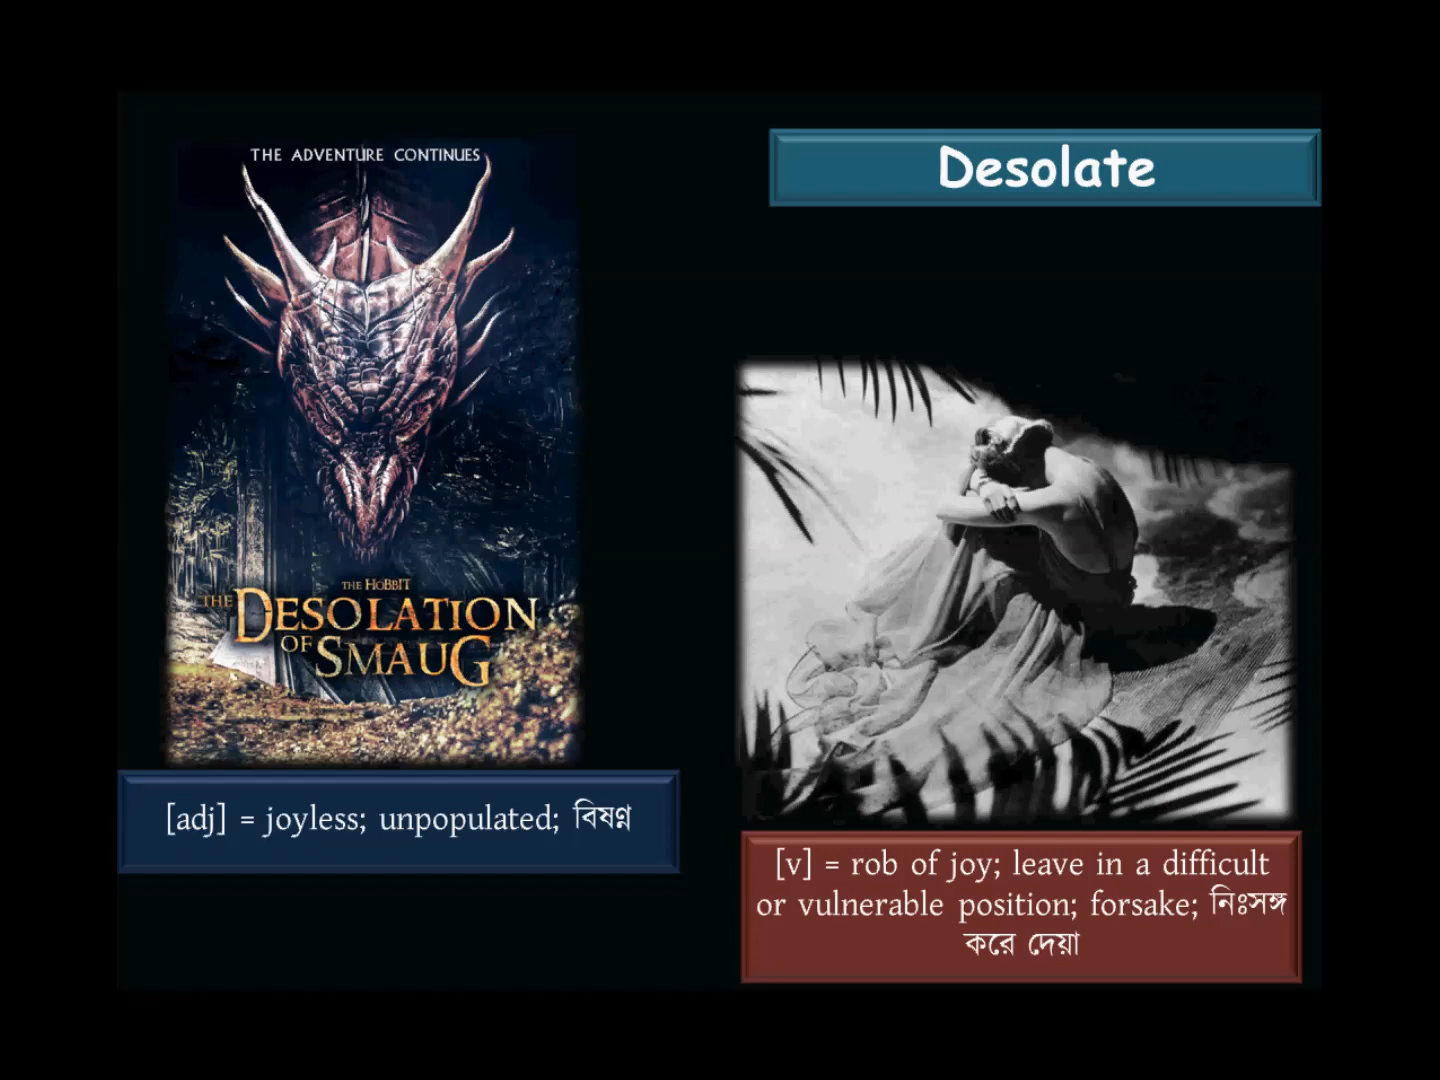 THE ADVENTURE CONTINUES
Desolate
THE HOBBIT
THE DESOLATION
OF SMAUG
[adj] = joyless; unpopulated; বিষণ্ণ
[v] = rob of joy; leave in a difficult
or vulnerable position; forsake; নিঃসঙ্গ
করে দেয়া